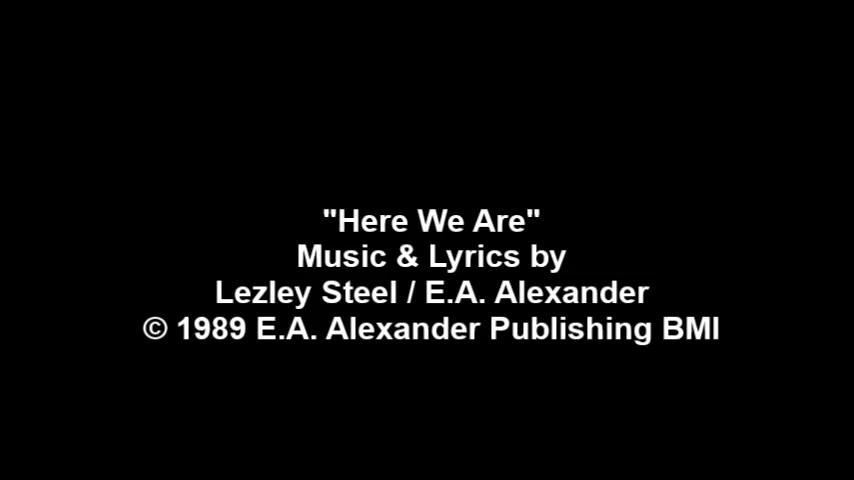 "Here We Are"
Music & Lyrics by
Lezley Steel / E.A. Alexander
© 1989 E.A. Alexander Publishing BMI